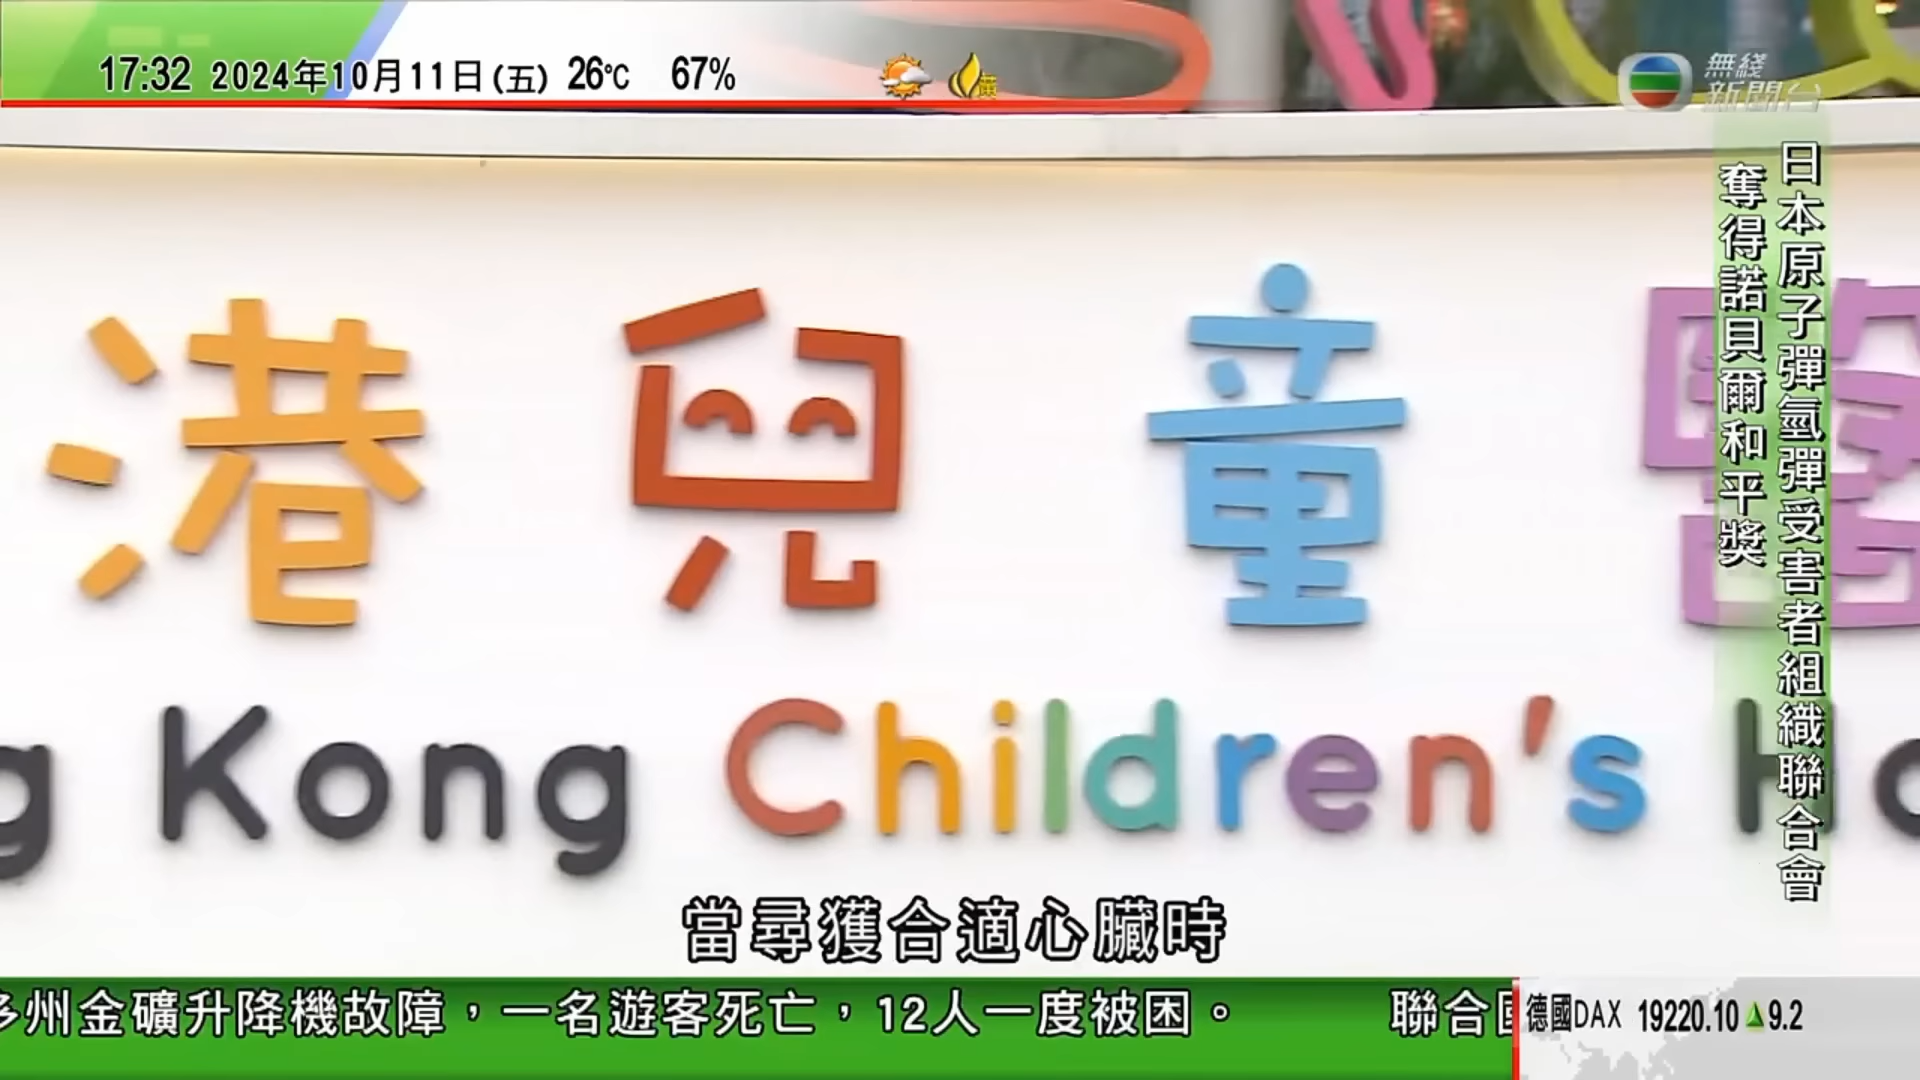 17:32 2024年10月11日(五) 26℃ 67%
無綫
新聞台
日本原子彈氫彈受害者組織聯合會
奪得諾貝爾和平獎
港兒童醫
g Kong Children's Ho
當尋獲合適心臟時
多州金礦升降機故障，一名遊客死亡，12人一度被困。 聯合國
德國DAX 19220.10 ▲9.2